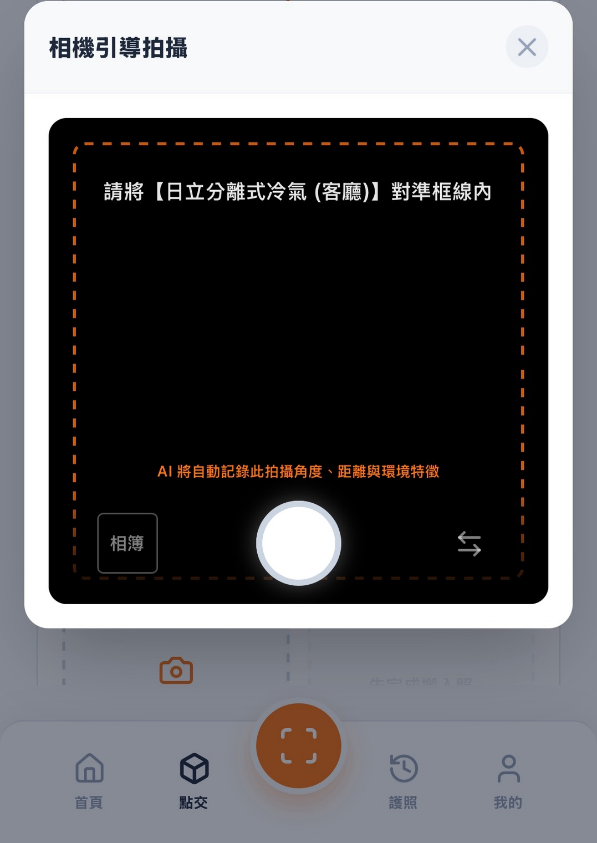 相機引導拍攝
請將【日立分離式冷氣 (客廳)】對準框線內
AI 將自動記錄此拍攝角度、距離與環境特徵
相簿
首頁
點交
護照
我的